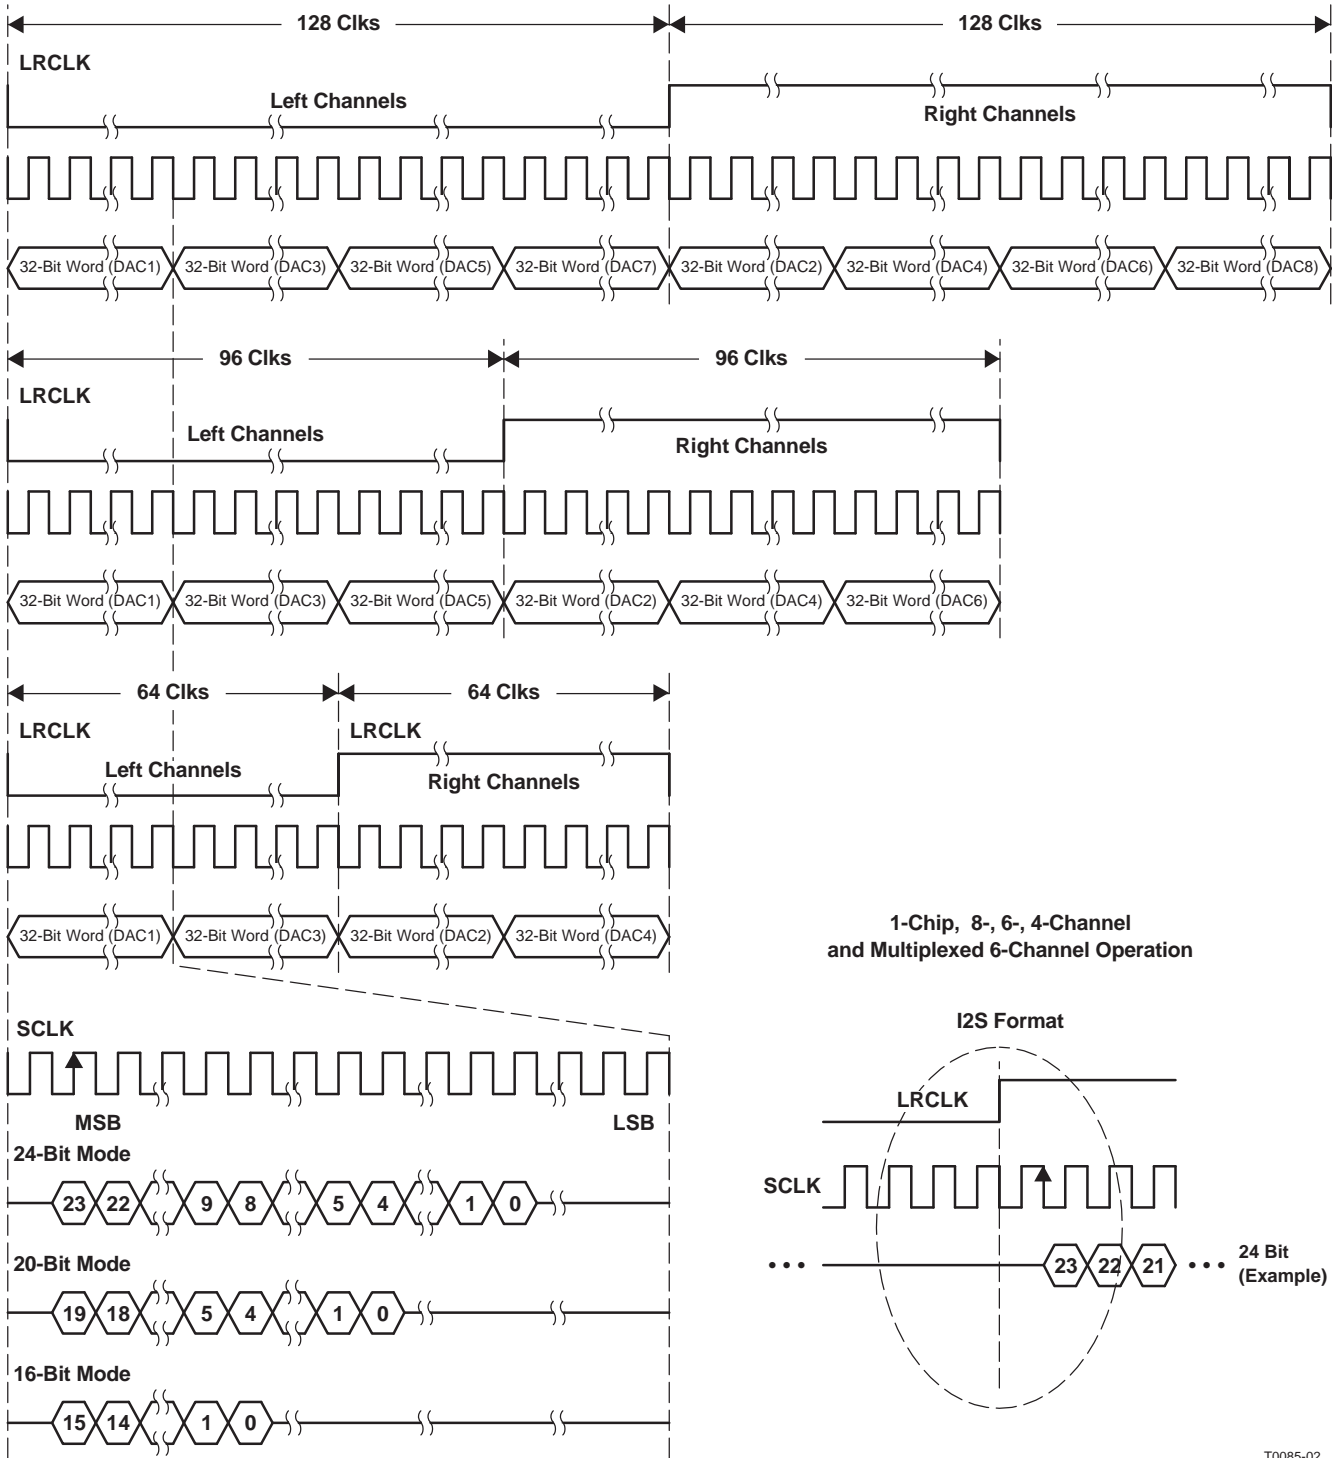 128 Clks 128 Clks
LRCLK
Left Channels Right Channels
32-Bit Word (DAC1) 32-Bit Word (DAC3) 32-Bit Word (DAC5) 32-Bit Word (DAC7) 32-Bit Word (DAC2) 32-Bit Word (DAC4) 32-Bit Word (DAC6) 32-Bit Word (DAC8)
96 Clks 96 Clks
LRCLK
Left Channels Right Channels
32-Bit Word (DAC1) 32-Bit Word (DAC3) 32-Bit Word (DAC5) 32-Bit Word (DAC2) 32-Bit Word (DAC4) 32-Bit Word (DAC6)
64 Clks 64 Clks
LRCLK LRCLK
Left Channels Right Channels
32-Bit Word (DAC1) 32-Bit Word (DAC3) 32-Bit Word (DAC2) 32-Bit Word (DAC4)
SCLK
MSB LSB
24-Bit Mode
23 22 9 8 5 4 1 0
20-Bit Mode
19 18 5 4 1 0
16-Bit Mode
15 14 1 0
1-Chip, 8-, 6-, 4-Channel
and Multiplexed 6-Channel Operation
I2S Format
LRCLK
SCLK
• • • 23 22 21 • • • 24 Bit
(Example)
T0085-02